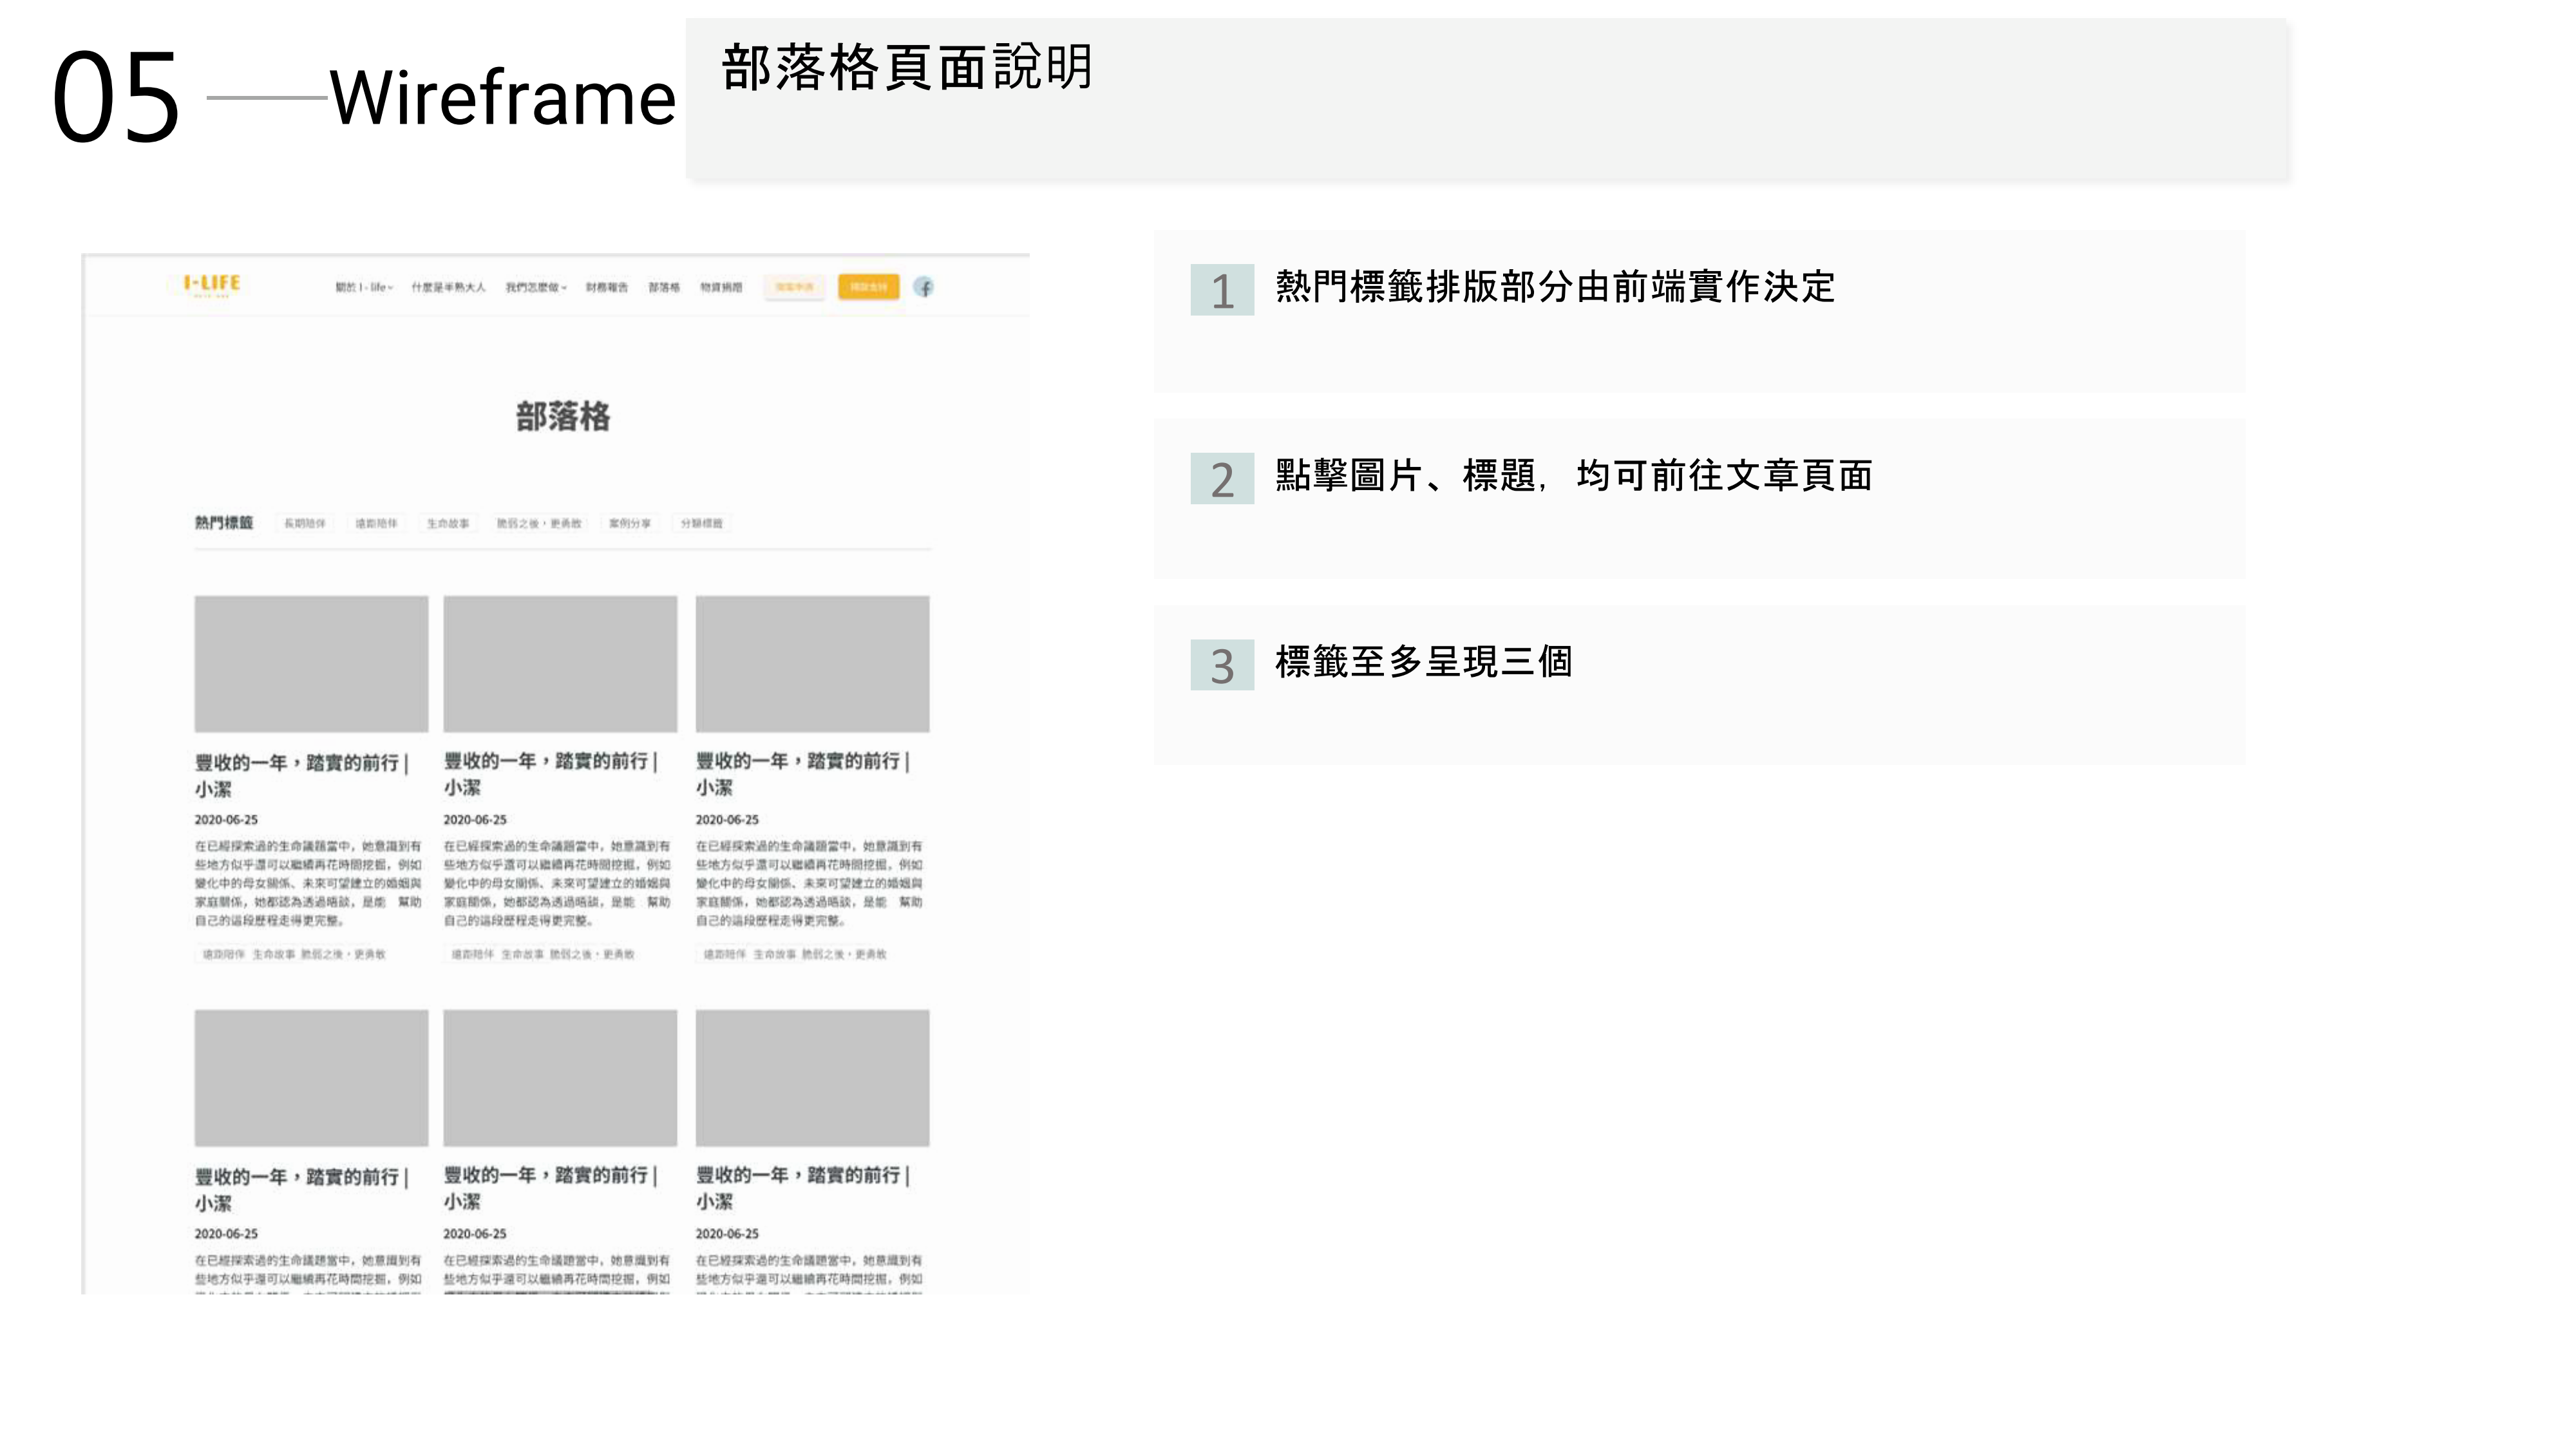 05
Wireframe
部落格頁面說明
I-LIFE
關於 I - life
什麼是半熟大人
我們怎麼做
財務報告
部落格
物資捐贈
部落格
熱門標籤 長期陪伴 遠距陪伴 生命故事 脆弱之後，更勇敢 案例分享 分類標籤
豐收的一年，踏實的前行 |
小潔
2020-06-25
在已經探索過的生命議題當中，她意識到有
些地方似乎還可以繼續再花時間挖掘，例如
變化中的母女關係、未來可望建立的婚姻與
家庭關係，她都認為透過晤談，是能 幫助
自己的這段歷程走得更完整。
遠距陪伴 生命故事 脆弱之後，更勇敢
豐收的一年，踏實的前行 |
小潔
2020-06-25
在已經探索過的生命議題當中，她意識到有
些地方似乎還可以繼續再花時間挖掘，例如
變化中的母女關係、未來可望建立的婚姻與
家庭關係，她都認為透過晤談，是能 幫助
自己的這段歷程走得更完整。
遠距陪伴 生命故事 脆弱之後，更勇敢
豐收的一年，踏實的前行 |
小潔
2020-06-25
在已經探索過的生命議題當中，她意識到有
些地方似乎還可以繼續再花時間挖掘，例如
變化中的母女關係、未來可望建立的婚姻與
家庭關係，她都認為透過晤談，是能 幫助
自己的這段歷程走得更完整。
遠距陪伴 生命故事 脆弱之後，更勇敢
豐收的一年，踏實的前行 |
小潔
2020-06-25
在已經探索過的生命議題當中，她意識到有
些地方似乎還可以繼續再花時間挖掘，例如
豐收的一年，踏實的前行 |
小潔
2020-06-25
在已經探索過的生命議題當中，她意識到有
些地方似乎還可以繼續再花時間挖掘，例如
豐收的一年，踏實的前行 |
小潔
2020-06-25
在已經探索過的生命議題當中，她意識到有
些地方似乎還可以繼續再花時間挖掘，例如
1 熱門標籤排版部分由前端實作決定
2 點擊圖片、標題，均可前往文章頁面
3 標籤至多呈現三個